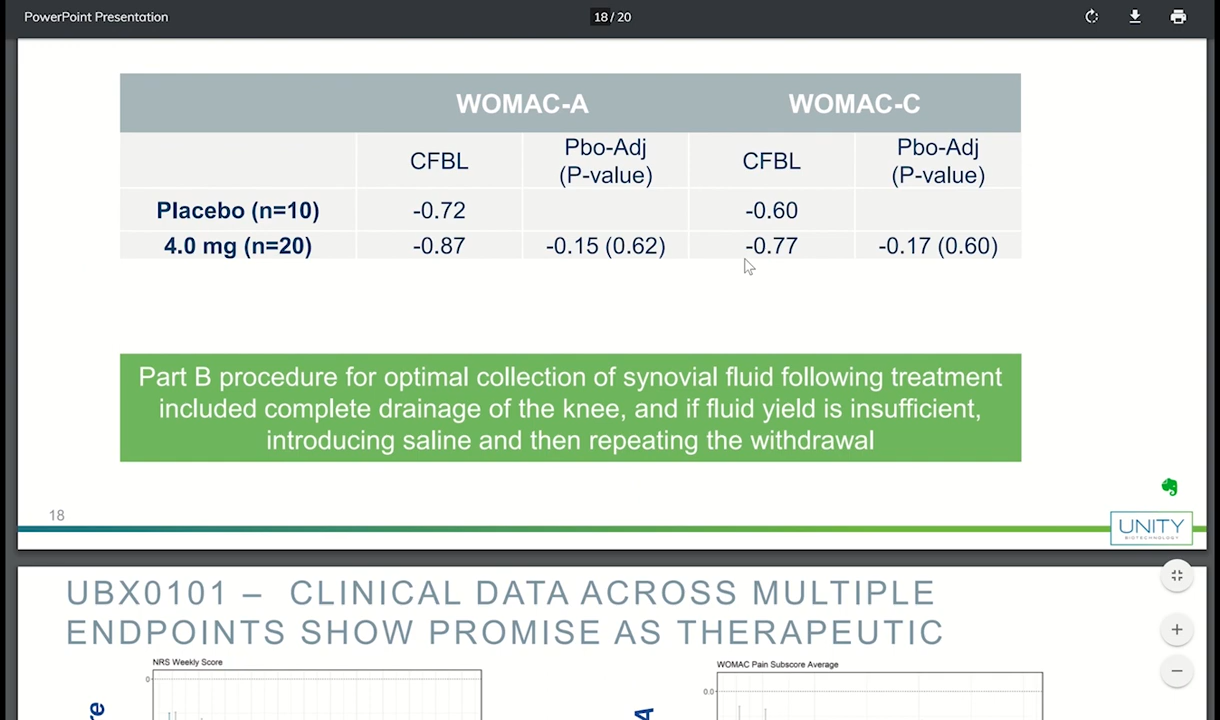 PowerPoint Presentation
18 / 20
WOMAC-A WOMAC-C
CFBL Pbo-Adj (P-value) CFBL Pbo-Adj (P-value)
Placebo (n=10) -0.72 -0.60
4.0 mg (n=20) -0.87 -0.15 (0.62) -0.77 -0.17 (0.60)
Part B procedure for optimal collection of synovial fluid following treatment
included complete drainage of the knee, and if fluid yield is insufficient,
introducing saline and then repeating the withdrawal
18
UNITY
BIOTECHNOLOGY
UBX0101 – CLINICAL DATA ACROSS MULTIPLE
ENDPOINTS SHOW PROMISE AS THERAPEUTIC
NRS Weekly Score
WOMAC Pain Subscore Average
0
0.0